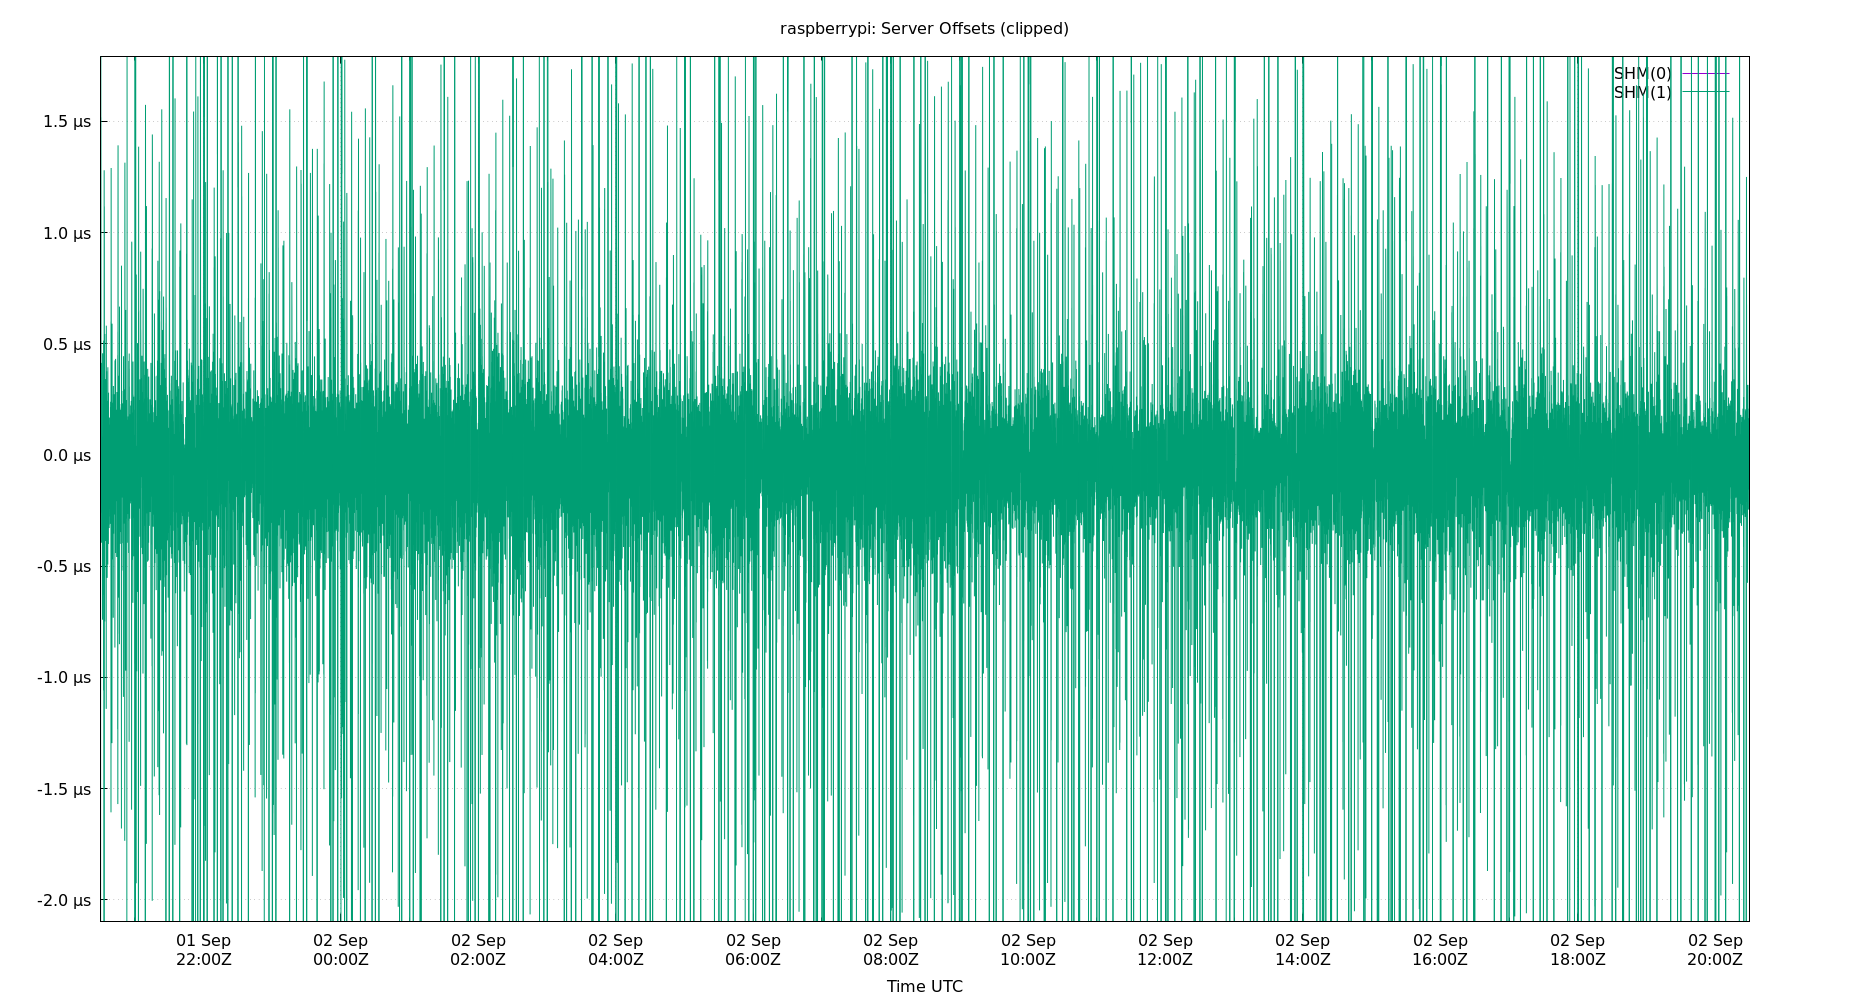 raspberrypi: Server Offsets (clipped)
SHM(0)
SHM(1)
1.5 µs
1.0 µs
0.5 µs
0.0 µs
-0.5 µs
-1.0 µs
-1.5 µs
-2.0 µs
01 Sep 02 Sep 02 Sep 02 Sep 02 Sep 02 Sep 02 Sep 02 Sep 02 Sep 02 Sep 02 Sep 02 Sep
22:00Z 00:00Z 02:00Z 04:00Z 06:00Z 08:00Z 10:00Z 12:00Z 14:00Z 16:00Z 18:00Z 20:00Z
Time UTC